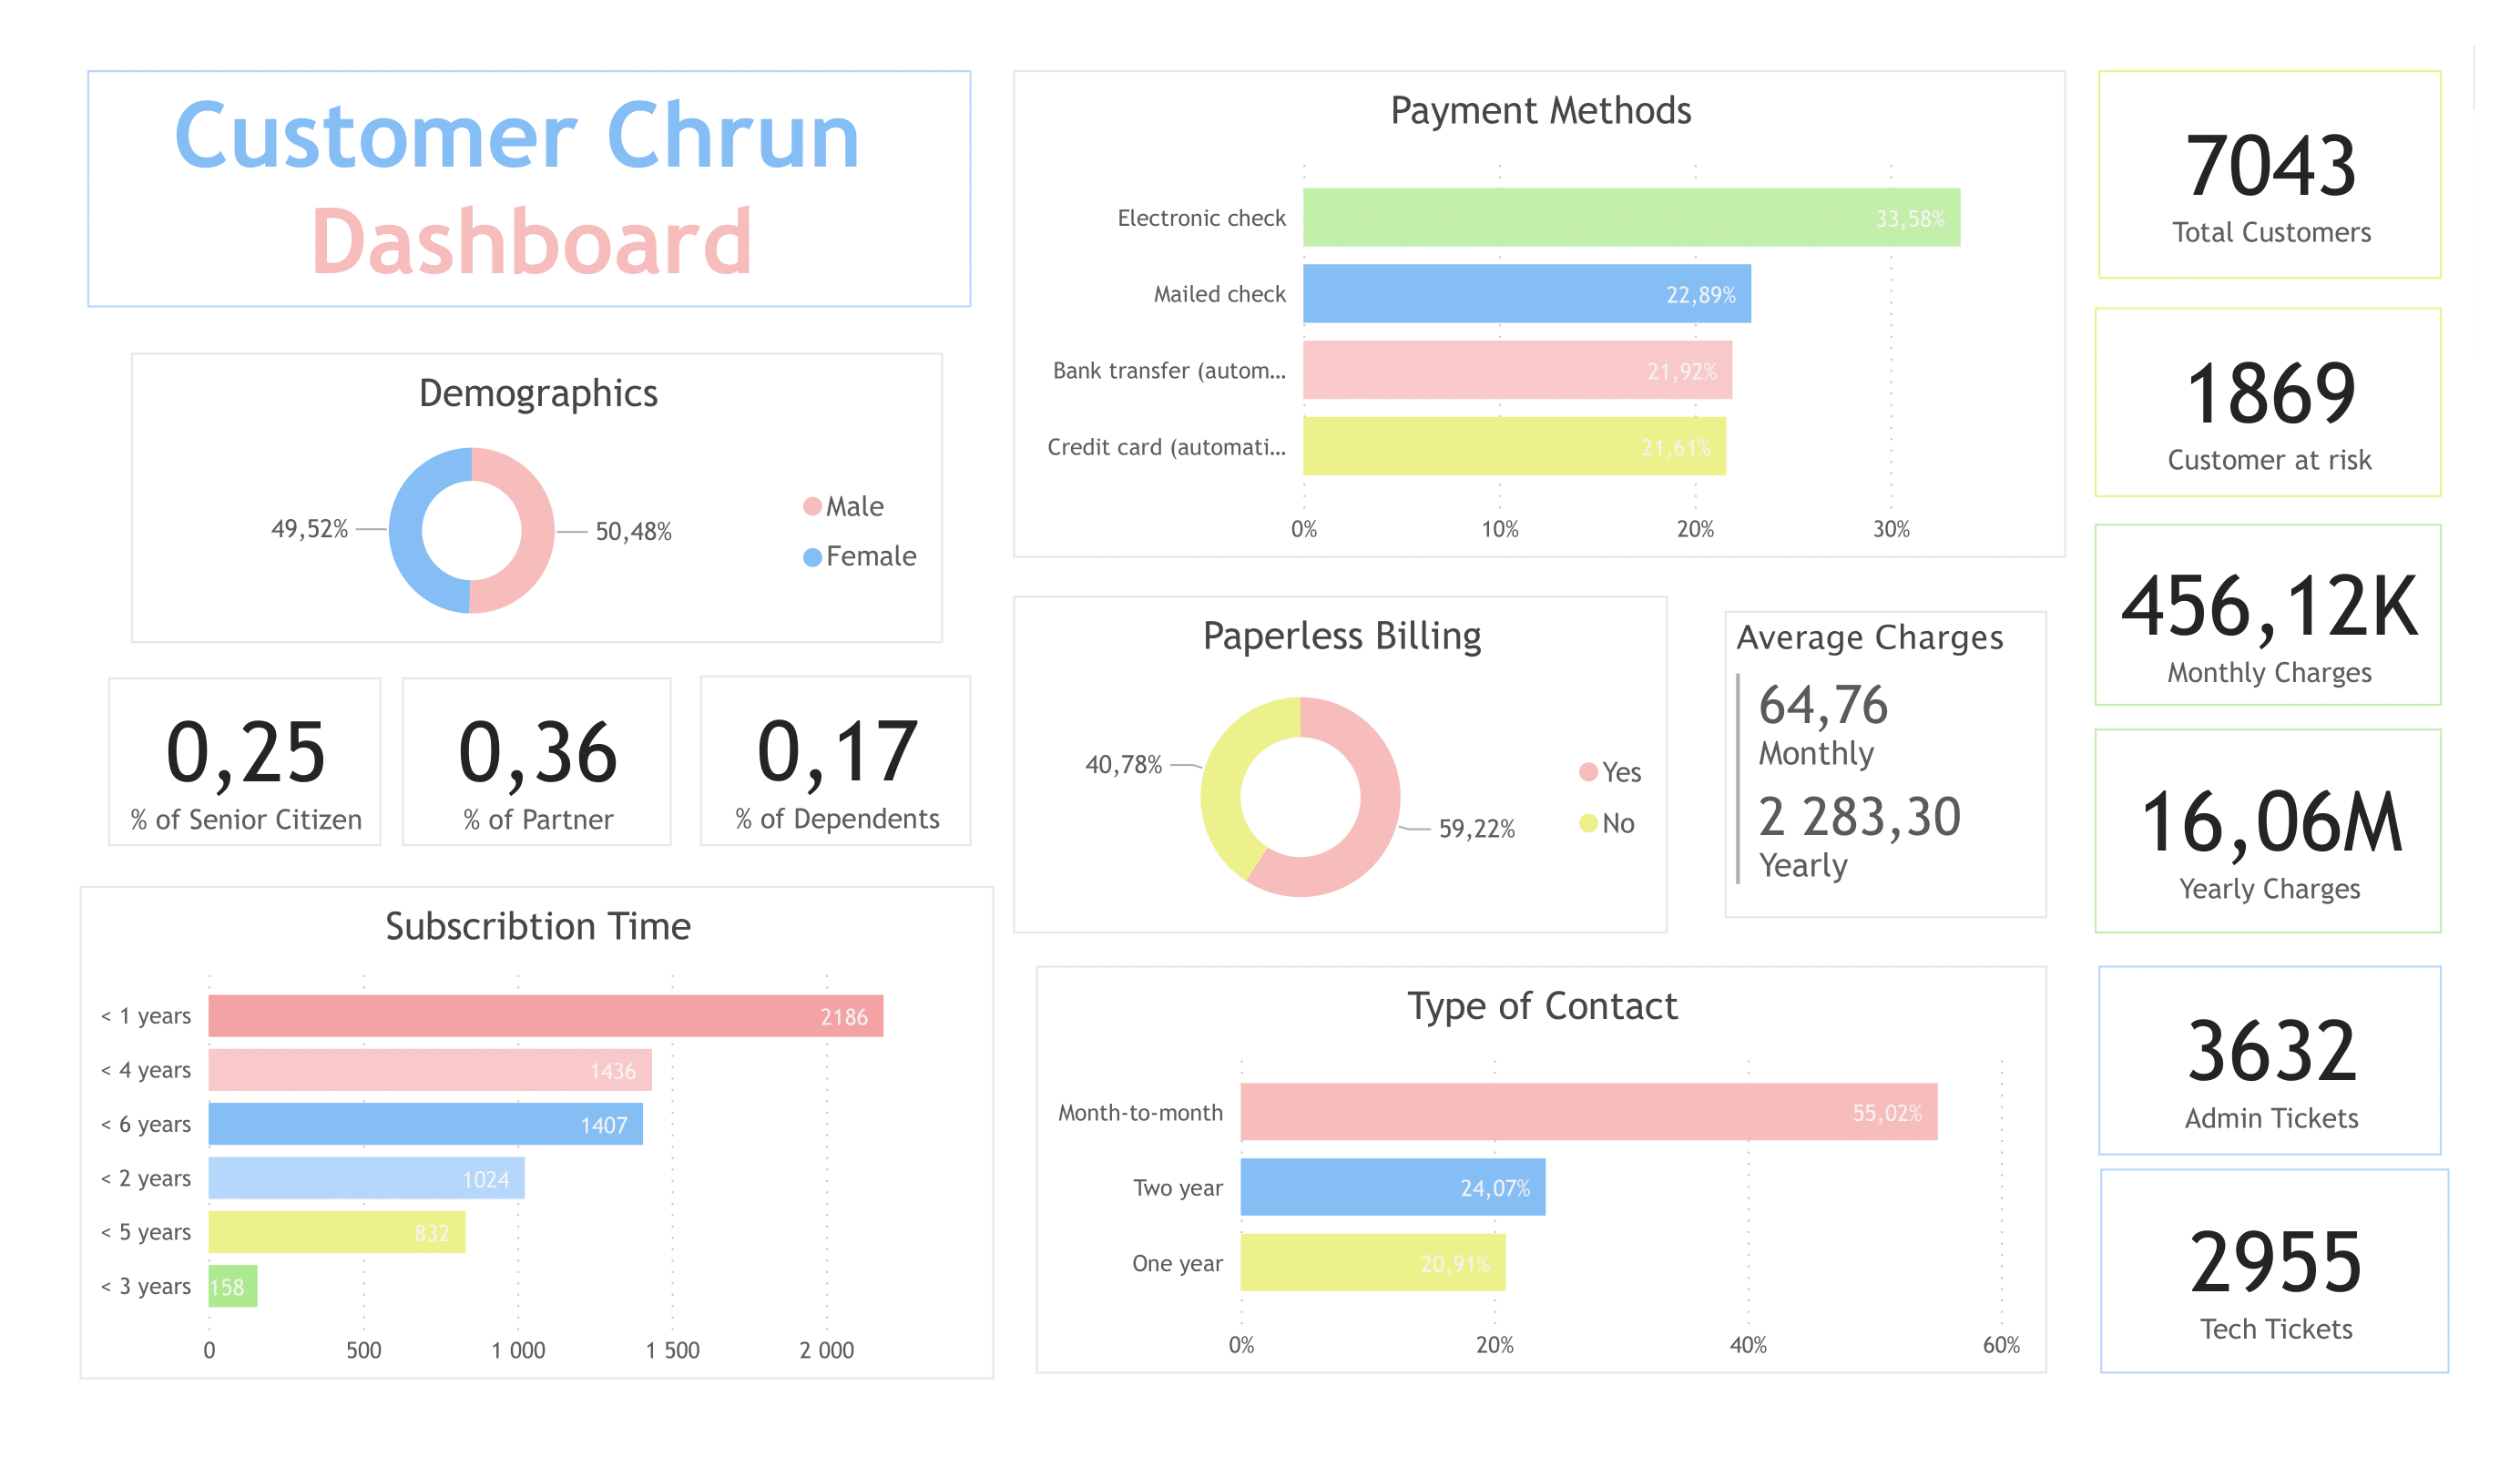 Customer Chrun
Dashboard
Demographics
49,52%
50,48%
Male
Female
0,25
% of Senior Citizen
0,36
% of Partner
0,17
% of Dependents
Subscribtion Time
< 1 years
2186
< 4 years
1436
< 6 years
1407
< 2 years
1024
< 5 years
832
< 3 years
158
0
500
1 000
1 500
2 000
Payment Methods
Electronic check
33,58%
Mailed check
22,89%
Bank transfer (autom...
21,92%
Credit card (automati...
21,61%
0%
10%
20%
30%
Paperless Billing
40,78%
59,22%
Yes
No
Average Charges
64,76
Monthly
2 283,30
Yearly
Type of Contact
Month-to-month
55,02%
Two year
24,07%
One year
20,91%
0%
20%
40%
60%
7043
Total Customers
1869
Customer at risk
456,12K
Monthly Charges
16,06M
Yearly Charges
3632
Admin Tickets
2955
Tech Tickets